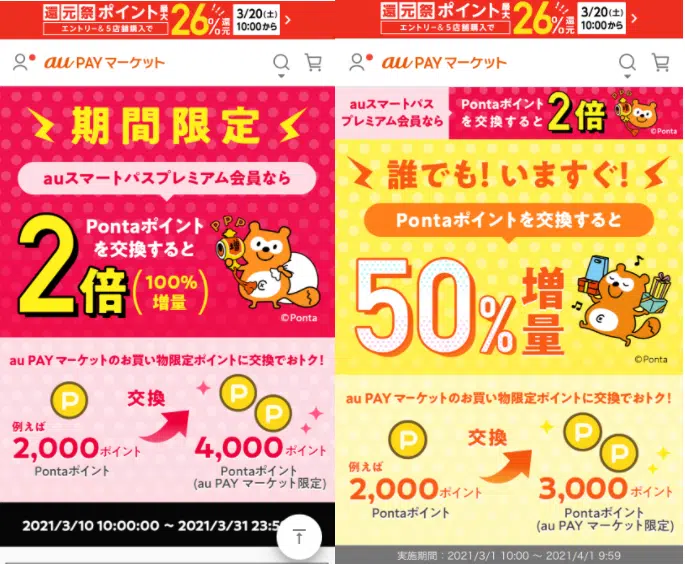 還元祭 ポイント最大26%還元 3/20(土)
エントリー&5店舗購入で 10:00から
au PAY マーケット
期間限定
auスマートパスプレミアム会員なら
Pontaポイント
を交換すると
2倍(100%増量)
PPP
©Ponta
au PAY マーケットのお買い物限定ポイントに交換でおトク!
P 交換 P P
例えば
2,000ポイント 4,000ポイント
Pontaポイント Pontaポイント
(au PAY マーケット限定)
2021/3/10 10:00:00 ~ 2021/3/31 23:5
還元祭 ポイント最大26%還元 3/20(土)
エントリー&5店舗購入で 10:00から
au PAY マーケット
auスマートパス
プレミアム会員なら
Pontaポイント
を交換すると 2倍
©Ponta
誰でも!いますぐ!
Pontaポイントを交換すると
50%増量
©Ponta
au PAY マーケットのお買い物限定ポイントに交換でおトク!
P 交換 P P
例えば
2,000ポイント 3,000ポイント
Pontaポイント Pontaポイント
(au PAY マーケット限定)
実施期間:2021/3/1 10:00 ~ 2021/4/1 9:59